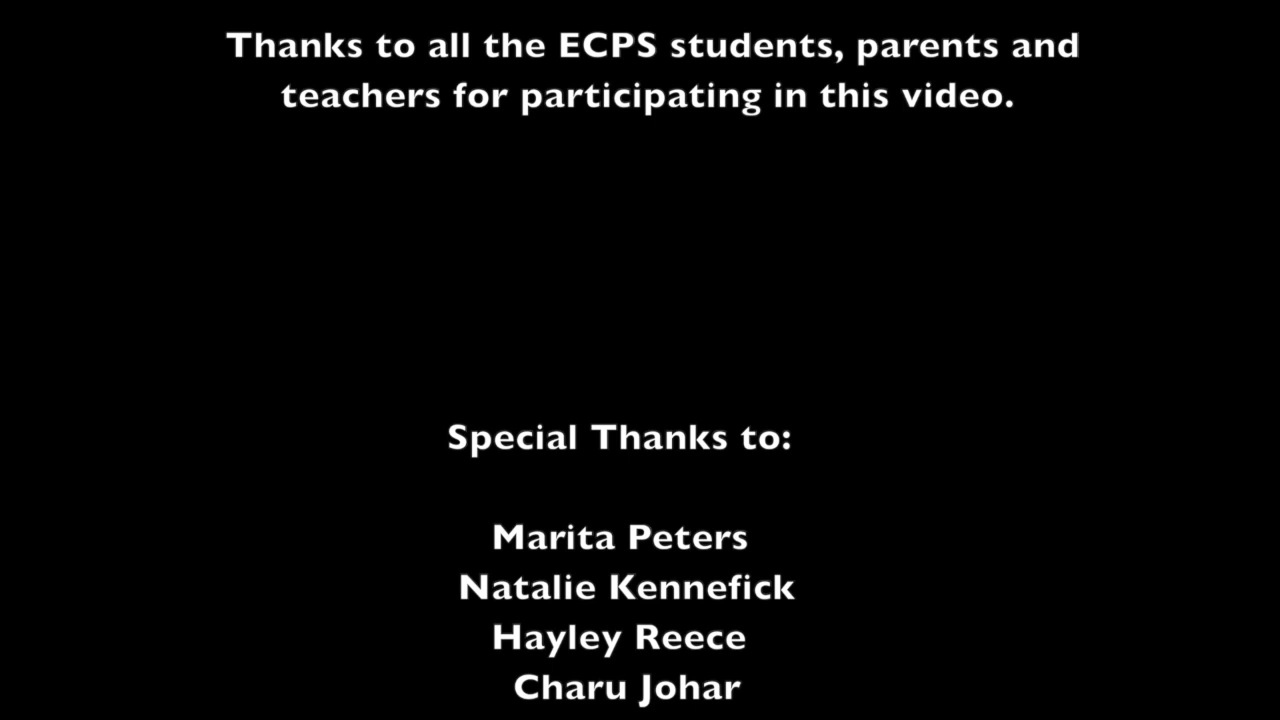 Thanks to all the ECPS students, parents and
teachers for participating in this video.
Special Thanks to:
Marita Peters
Natalie Kennefick
Hayley Reece
Charu Johar